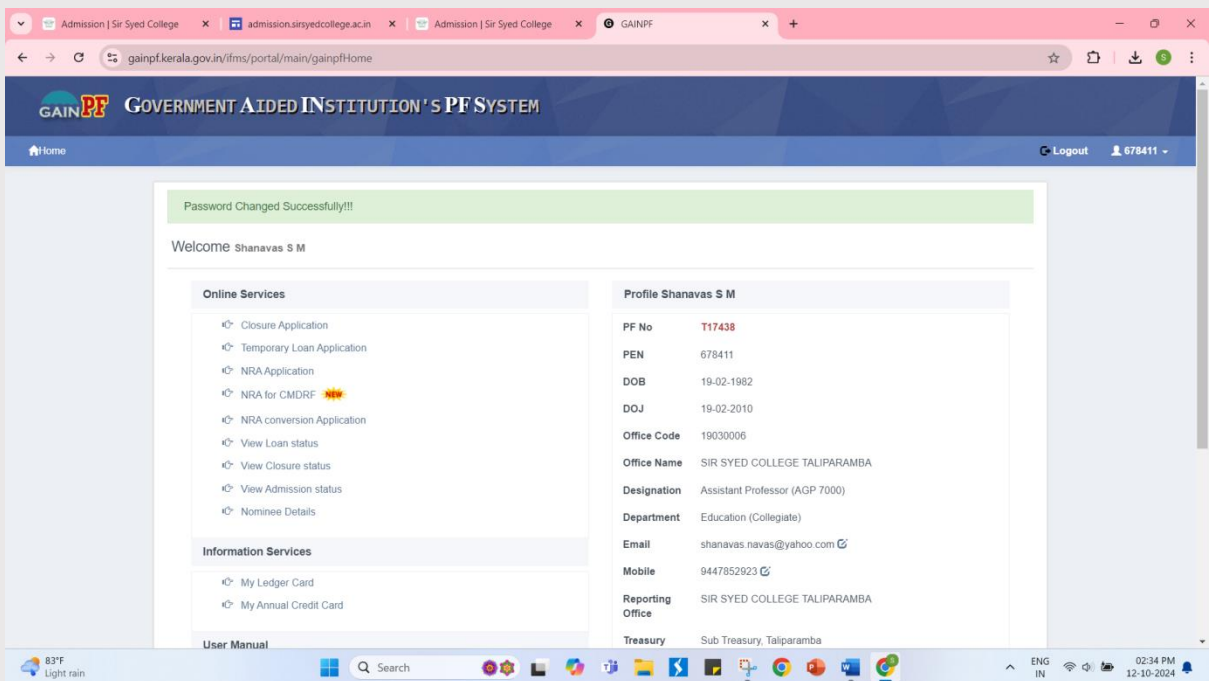 Admission | Sir Syed College
admission.sirsyedcollege.ac.in
Admission | Sir Syed College
GAINPF
gainpf.kerala.gov.in/ifms/portal/main/gainpfHome
S
GAIN PF GOVERNMENT AIDED INSTITUTION'S PF SYSTEM
Home
Logout
678411
Password Changed Successfully!!!
Welcome Shanavas S M
Online Services
Closure Application
Temporary Loan Application
NRA Application
NRA for CMDRF NEW
NRA conversion Application
View Loan status
View Closure status
View Admission status
Nominee Details
Information Services
My Ledger Card
My Annual Credit Card
User Manual
Profile Shanavas S M
PF No T17438
PEN 678411
DOB 19-02-1982
DOJ 19-02-2010
Office Code 19030006
Office Name SIR SYED COLLEGE TALIPARAMBA
Designation Assistant Professor (AGP 7000)
Department Education (Collegiate)
Email shanavas.navas@yahoo.com
Mobile 9447852923
Reporting Office SIR SYED COLLEGE TALIPARAMBA
Treasury Sub Treasury, Taliparamba
83°F
Light rain
Search
ENG
IN
02:34 PM
12-10-2024